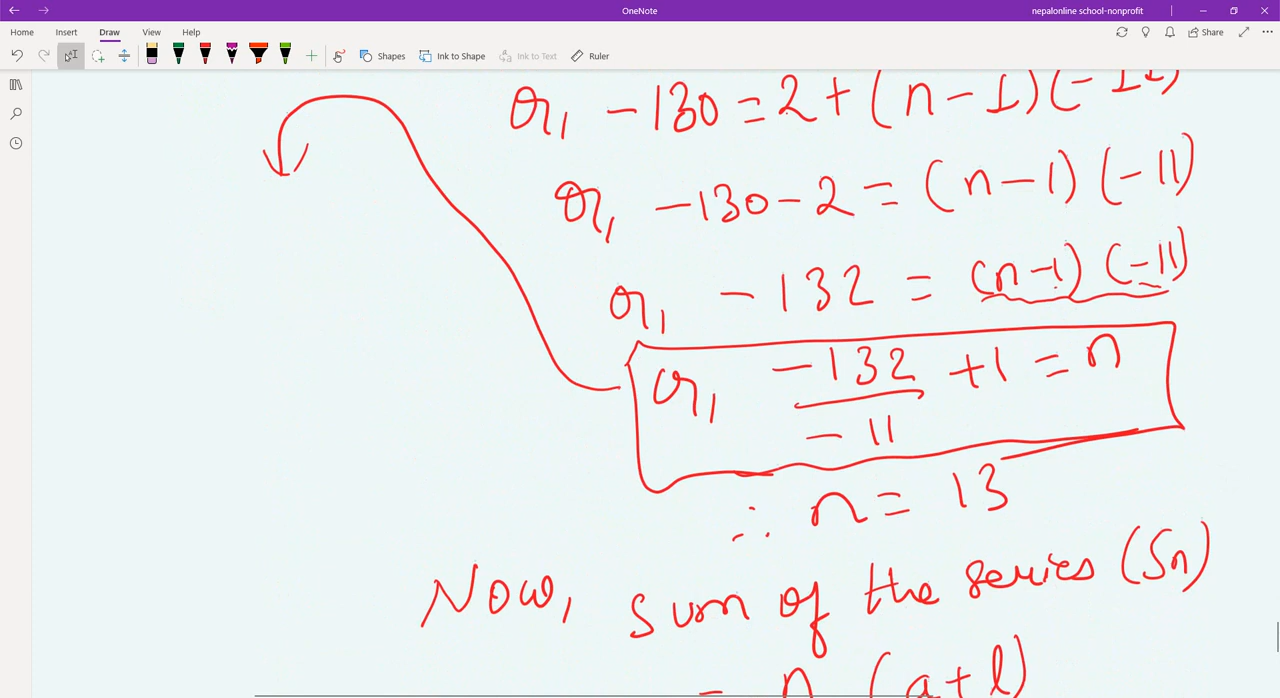 OneNote
nepalonline school-nonprofit
Home Insert Draw View Help
Share
Shapes Ink to Shape Ink to Text Ruler
or, -130 = 2 + (n-1)(-11)
or, -130-2 = (n-1) (-11)
or, -132 = (n-1) (-11)
or, -132/-11 +1 = n
∴ n = 13
Now, sum of the series (Sn)
= n (a+l)